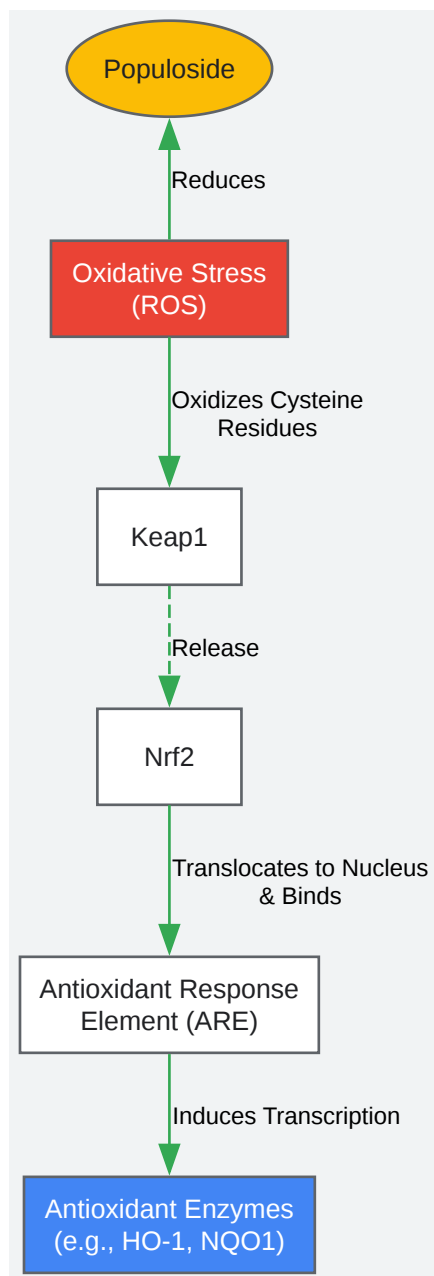 Populoside
Reduces
Oxidative Stress
(ROS)
Oxidizes Cysteine
Residues
Keap1
Release
Nrf2
Translocates to Nucleus
& Binds
Antioxidant Response
Element (ARE)
Induces Transcription
Antioxidant Enzymes
(e.g., HO-1, NQO1)